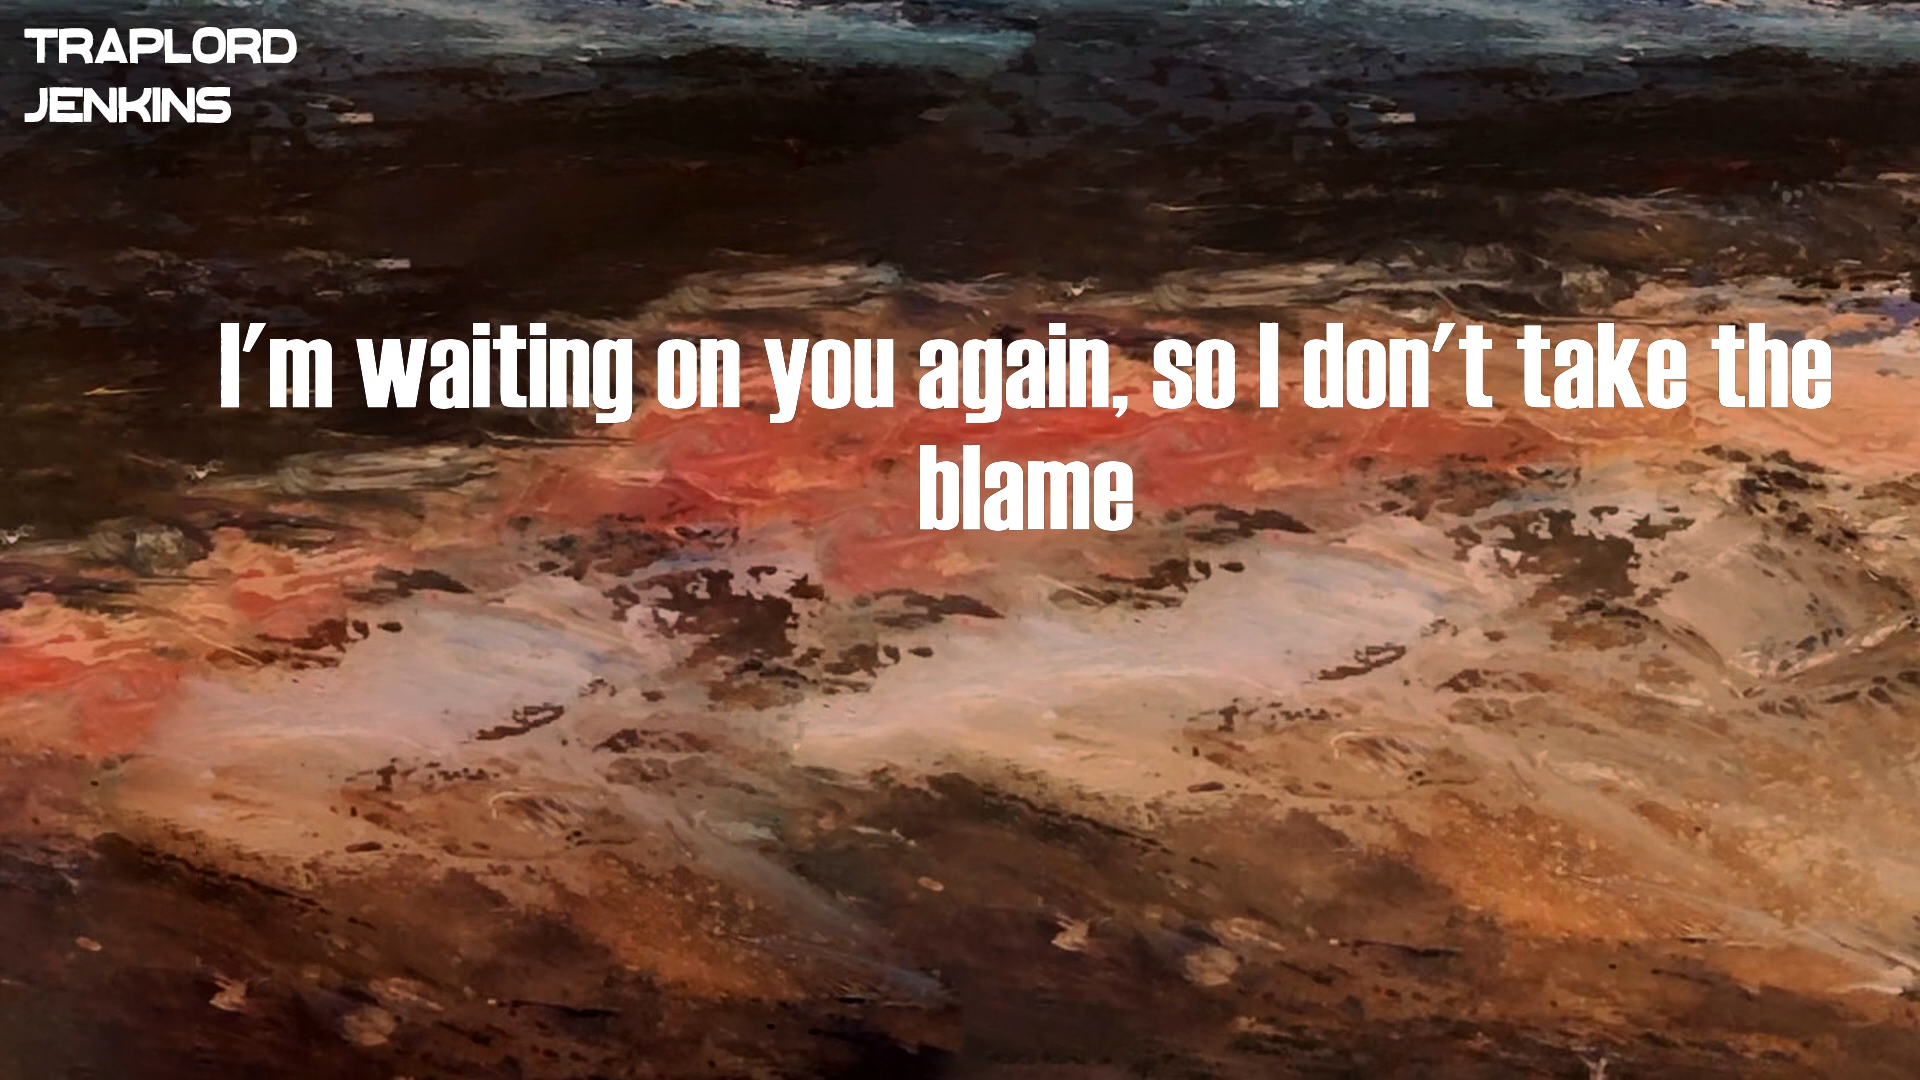 TRAPLORD
JENKINS
I'm waiting on you again, so I don't take the
blame